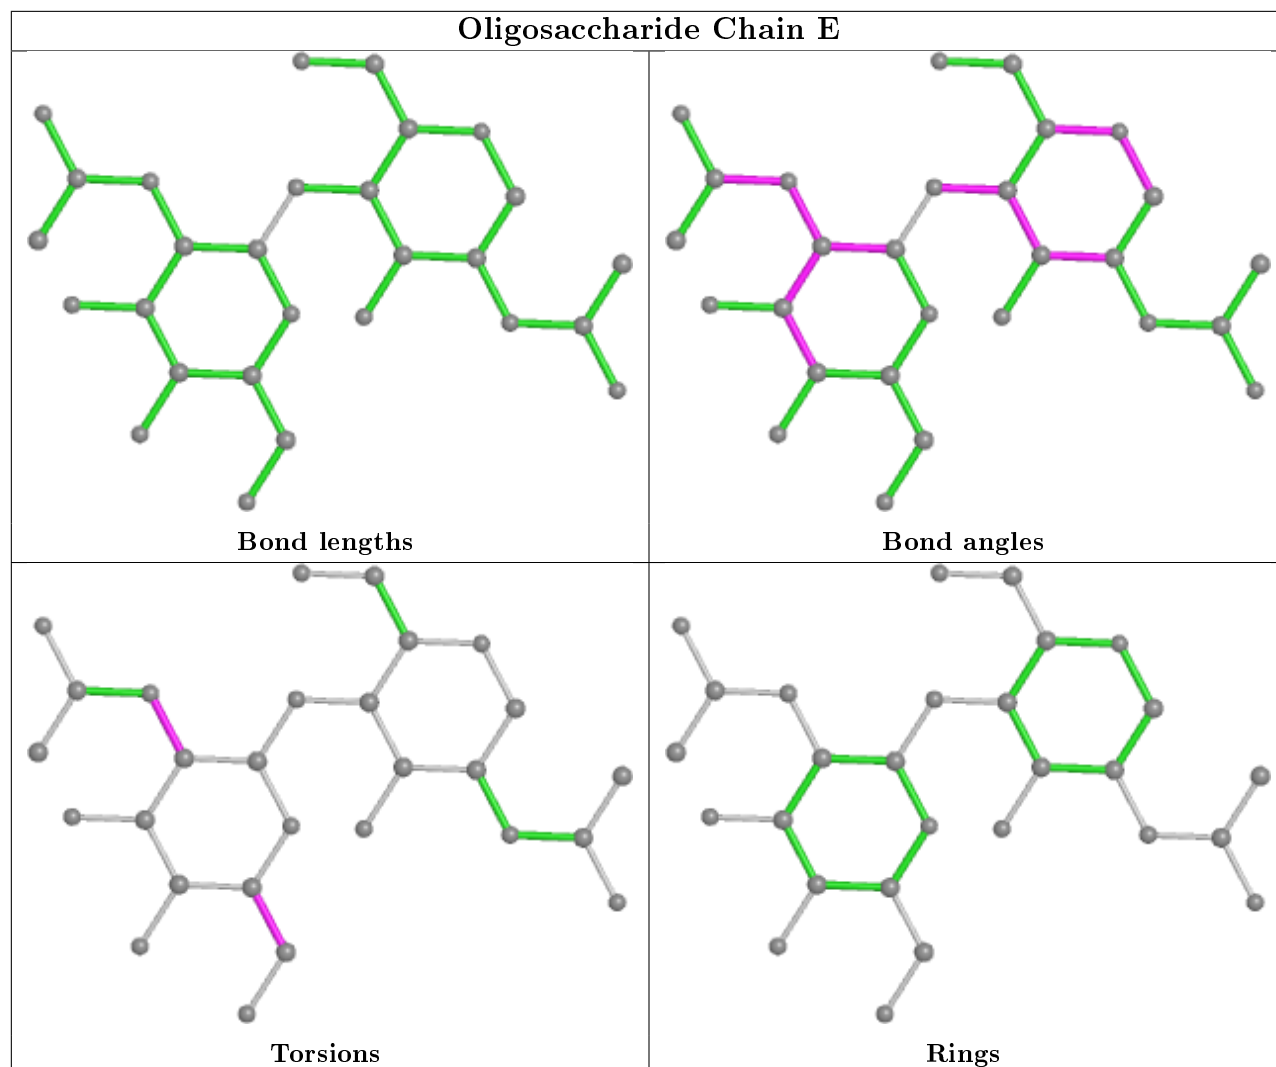 Oligosaccharide Chain E
Bond lengths
Bond angles
Torsions
Rings